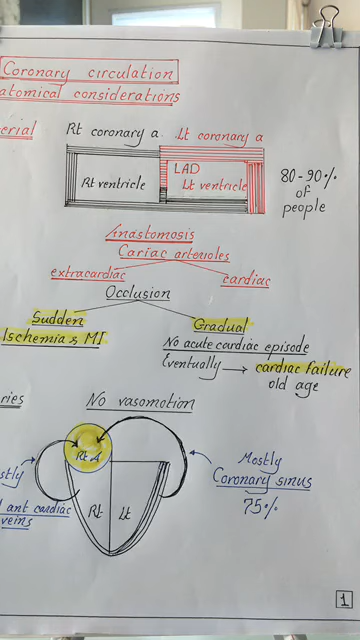 Coronary circulation
atomical considerations
erial
Rt coronary a
Lt coronary a
Rt ventricle
LAD
Lt ventricle
80-90%
of
people
Anastomosis
Cariac arterioles
extracardiac
cardiac
Occlusion
Sudden
Ischemia & MI
Gradual
No acute cardiac episode
Eventually → cardiac failure
old age
ries
No vasomotion
Rt A
Rt
Lt
stly
ant cardiac
veins
Mostly
Coronary sinus
75%
1